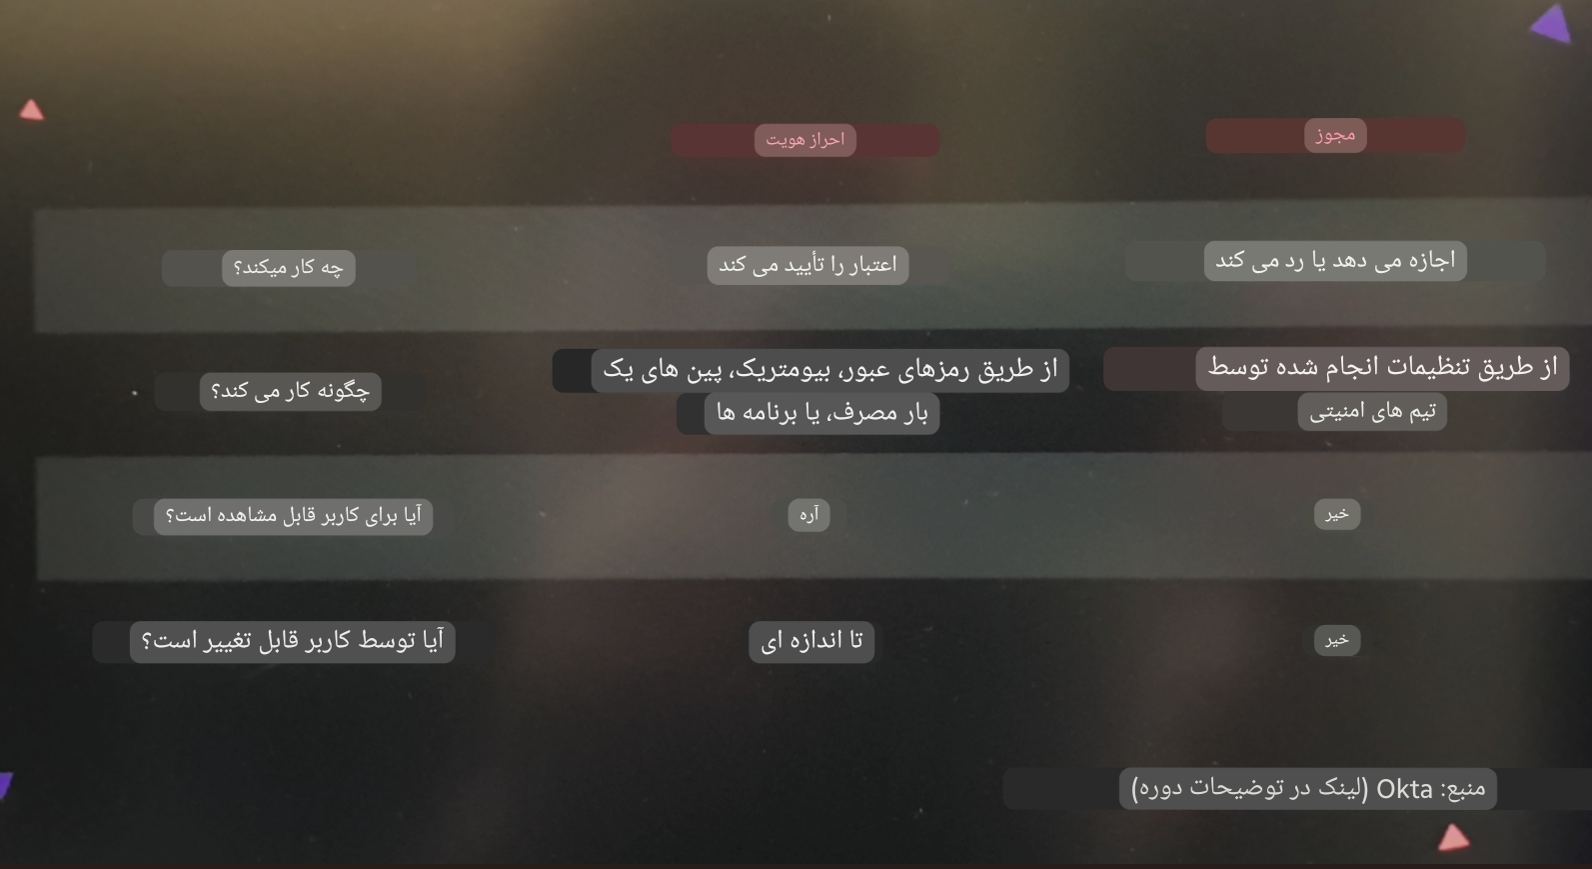 مجوز
احراز هویت
اجازه می دهد یا رد می کند
اعتبار را تأیید می کند
چه کار میکند؟
از طریق تنظیمات انجام شده توسط
تیم های امنیتی
از طریق رمزهای عبور، بیومتریک، پین های یک
بار مصرف، یا برنامه ها
چگونه کار می کند؟
خیر
آره
آیا برای کاربر قابل مشاهده است؟
خیر
تا اندازه ای
آیا توسط کاربر قابل تغییر است؟
منبع: Okta (لینک در توضیحات دوره)